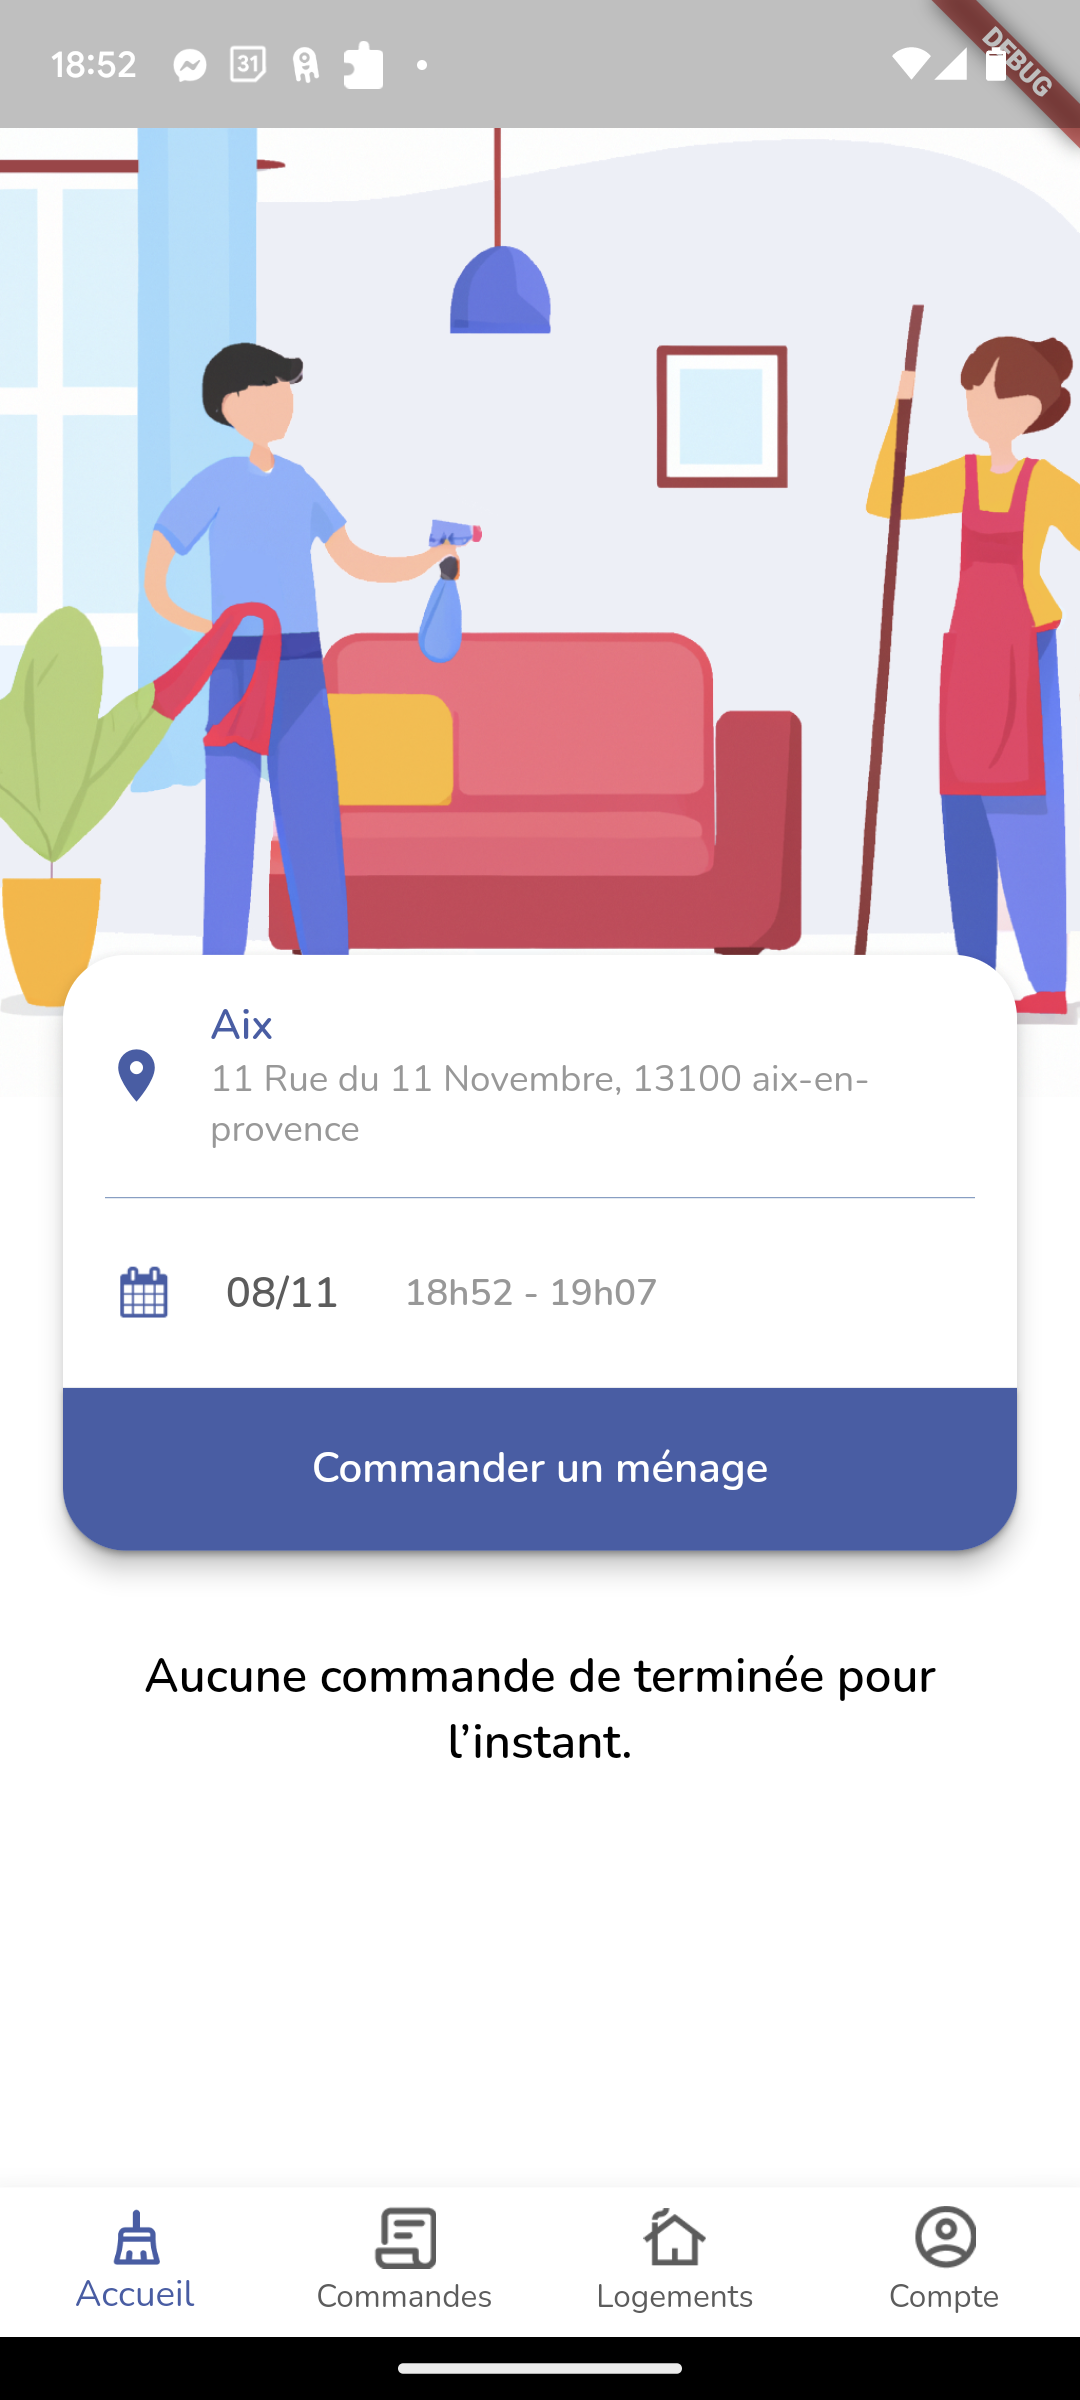 18:52
31
DEBUG
Aix
11 Rue du 11 Novembre, 13100 aix-en-
provence
08/11 18h52 - 19h07
Commander un ménage
Aucune commande de terminée pour
l’instant.
Accueil Commandes Logements Compte